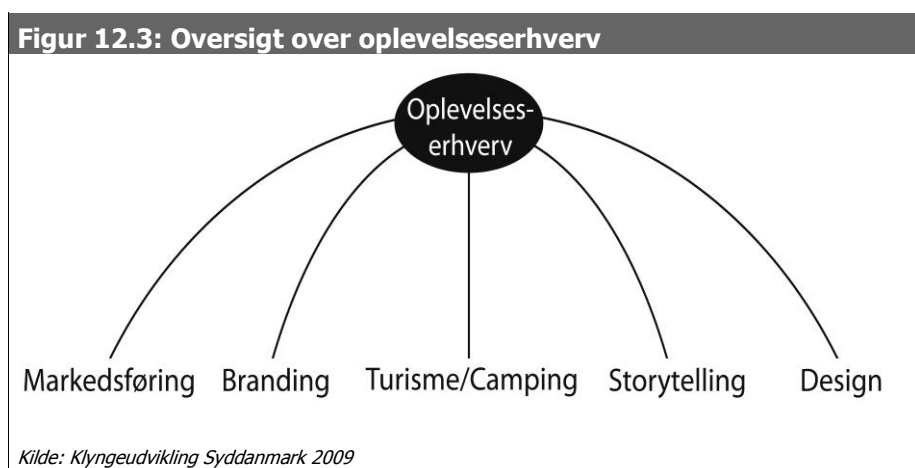 Figur 12.3: Oversigt over oplevelseserhverv
Oplevelses-
erhverv
Markedsføring Branding Turisme/Camping Storytelling Design
Kilde: Klyngeudvikling Syddanmark 2009